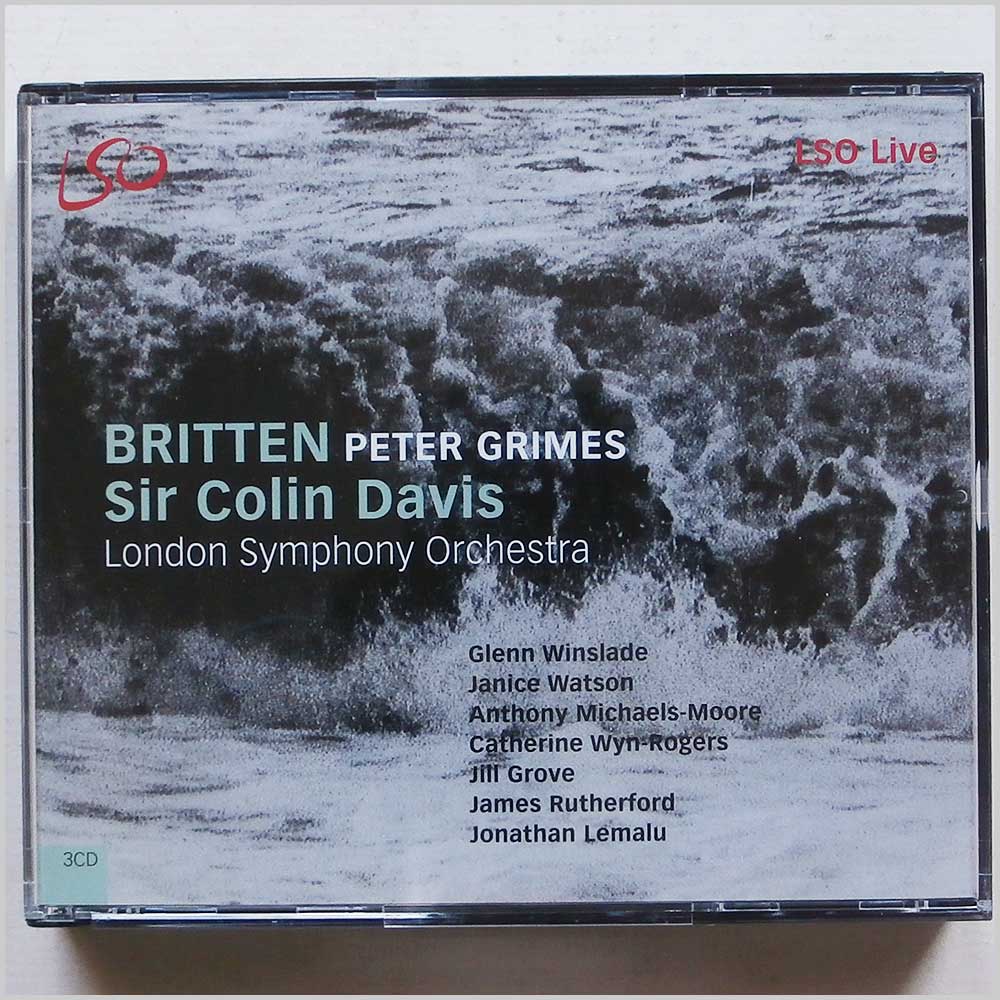 LSO
LSO Live
BRITTEN PETER GRIMES
Sir Colin Davis
London Symphony Orchestra
Glenn Winslade
Janice Watson
Anthony Michaels-Moore
Catherine Wyn-Rogers
Jill Grove
James Rutherford
Jonathan Lemalu
3CD